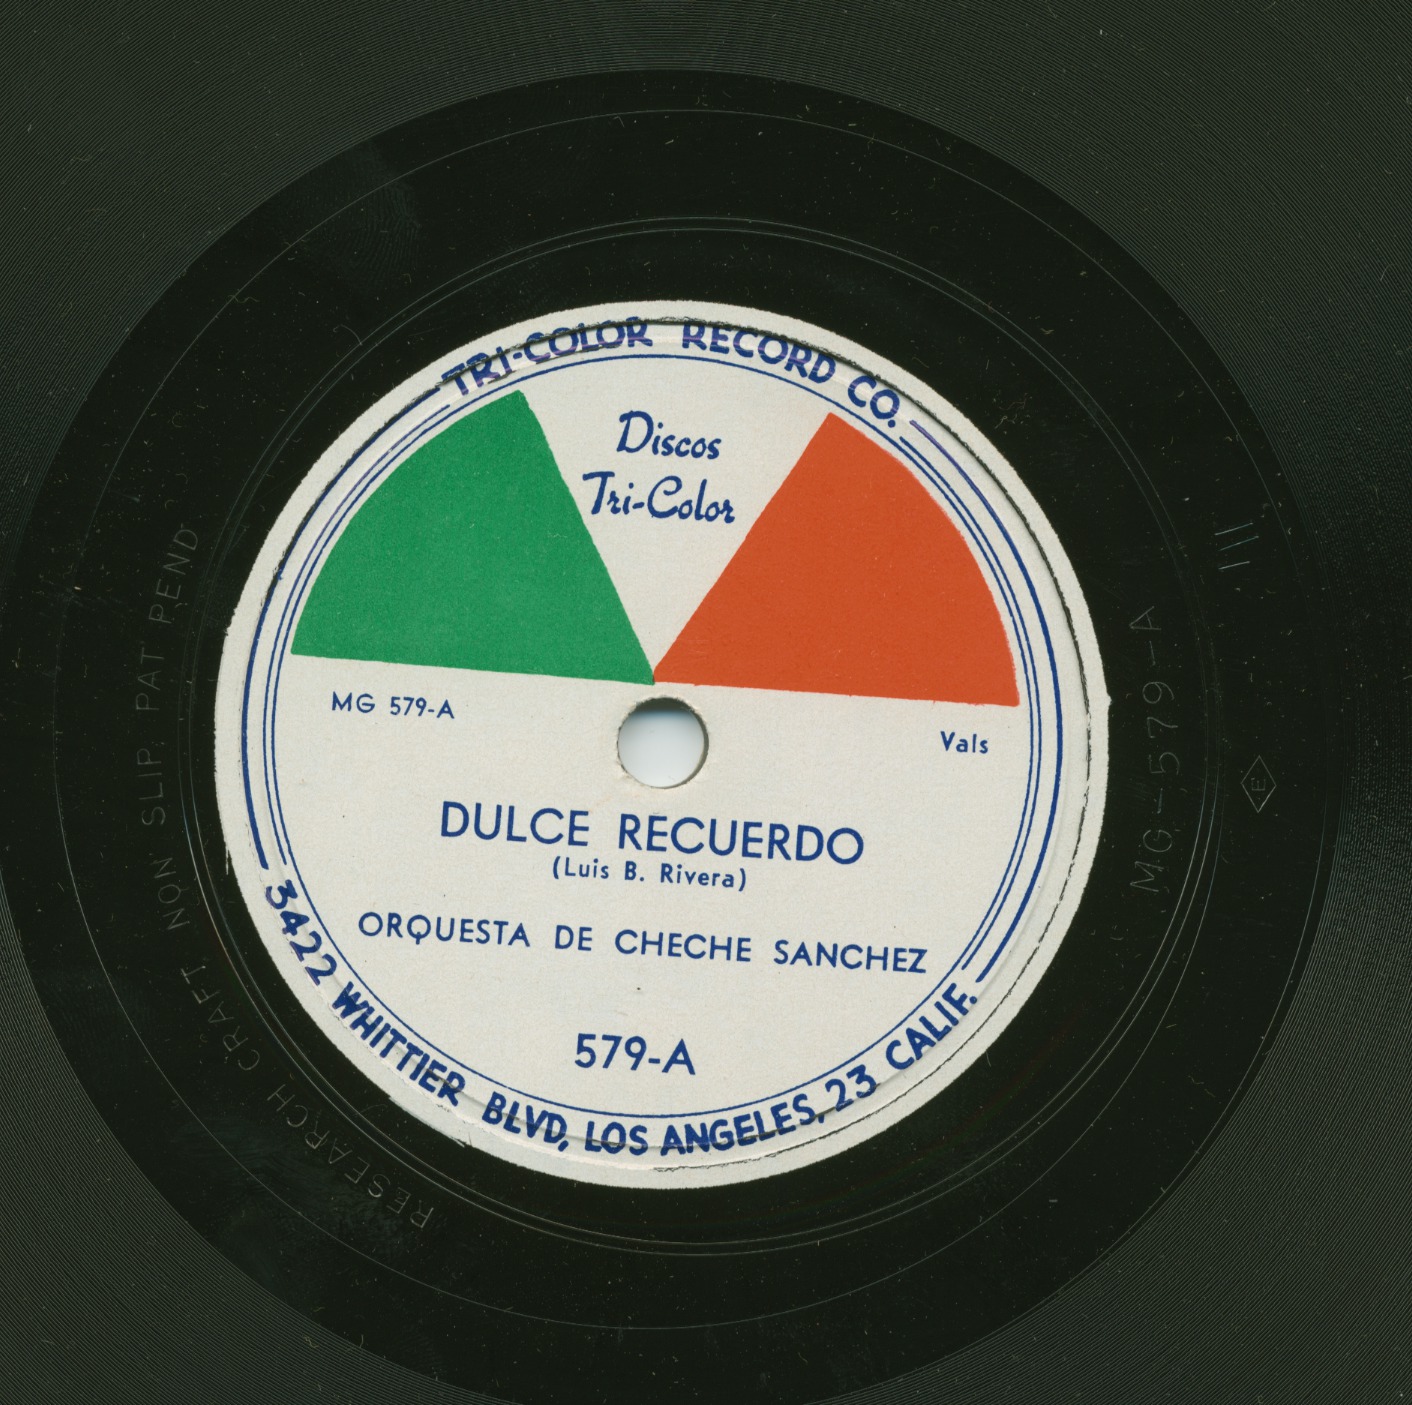 TRI-COLOR RECORD CO.
Discos
Tri-Color
MG 579-A
Vals
DULCE RECUERDO
(Luis B. Rivera)
ORQUESTA DE CHECHE SANCHEZ
579-A
3422 WHITTIER BLVD, LOS ANGELES, 23 CALIF.
RESEARCH CRAFT NON SLIP, PAT PEND
MG-579-A
III
E